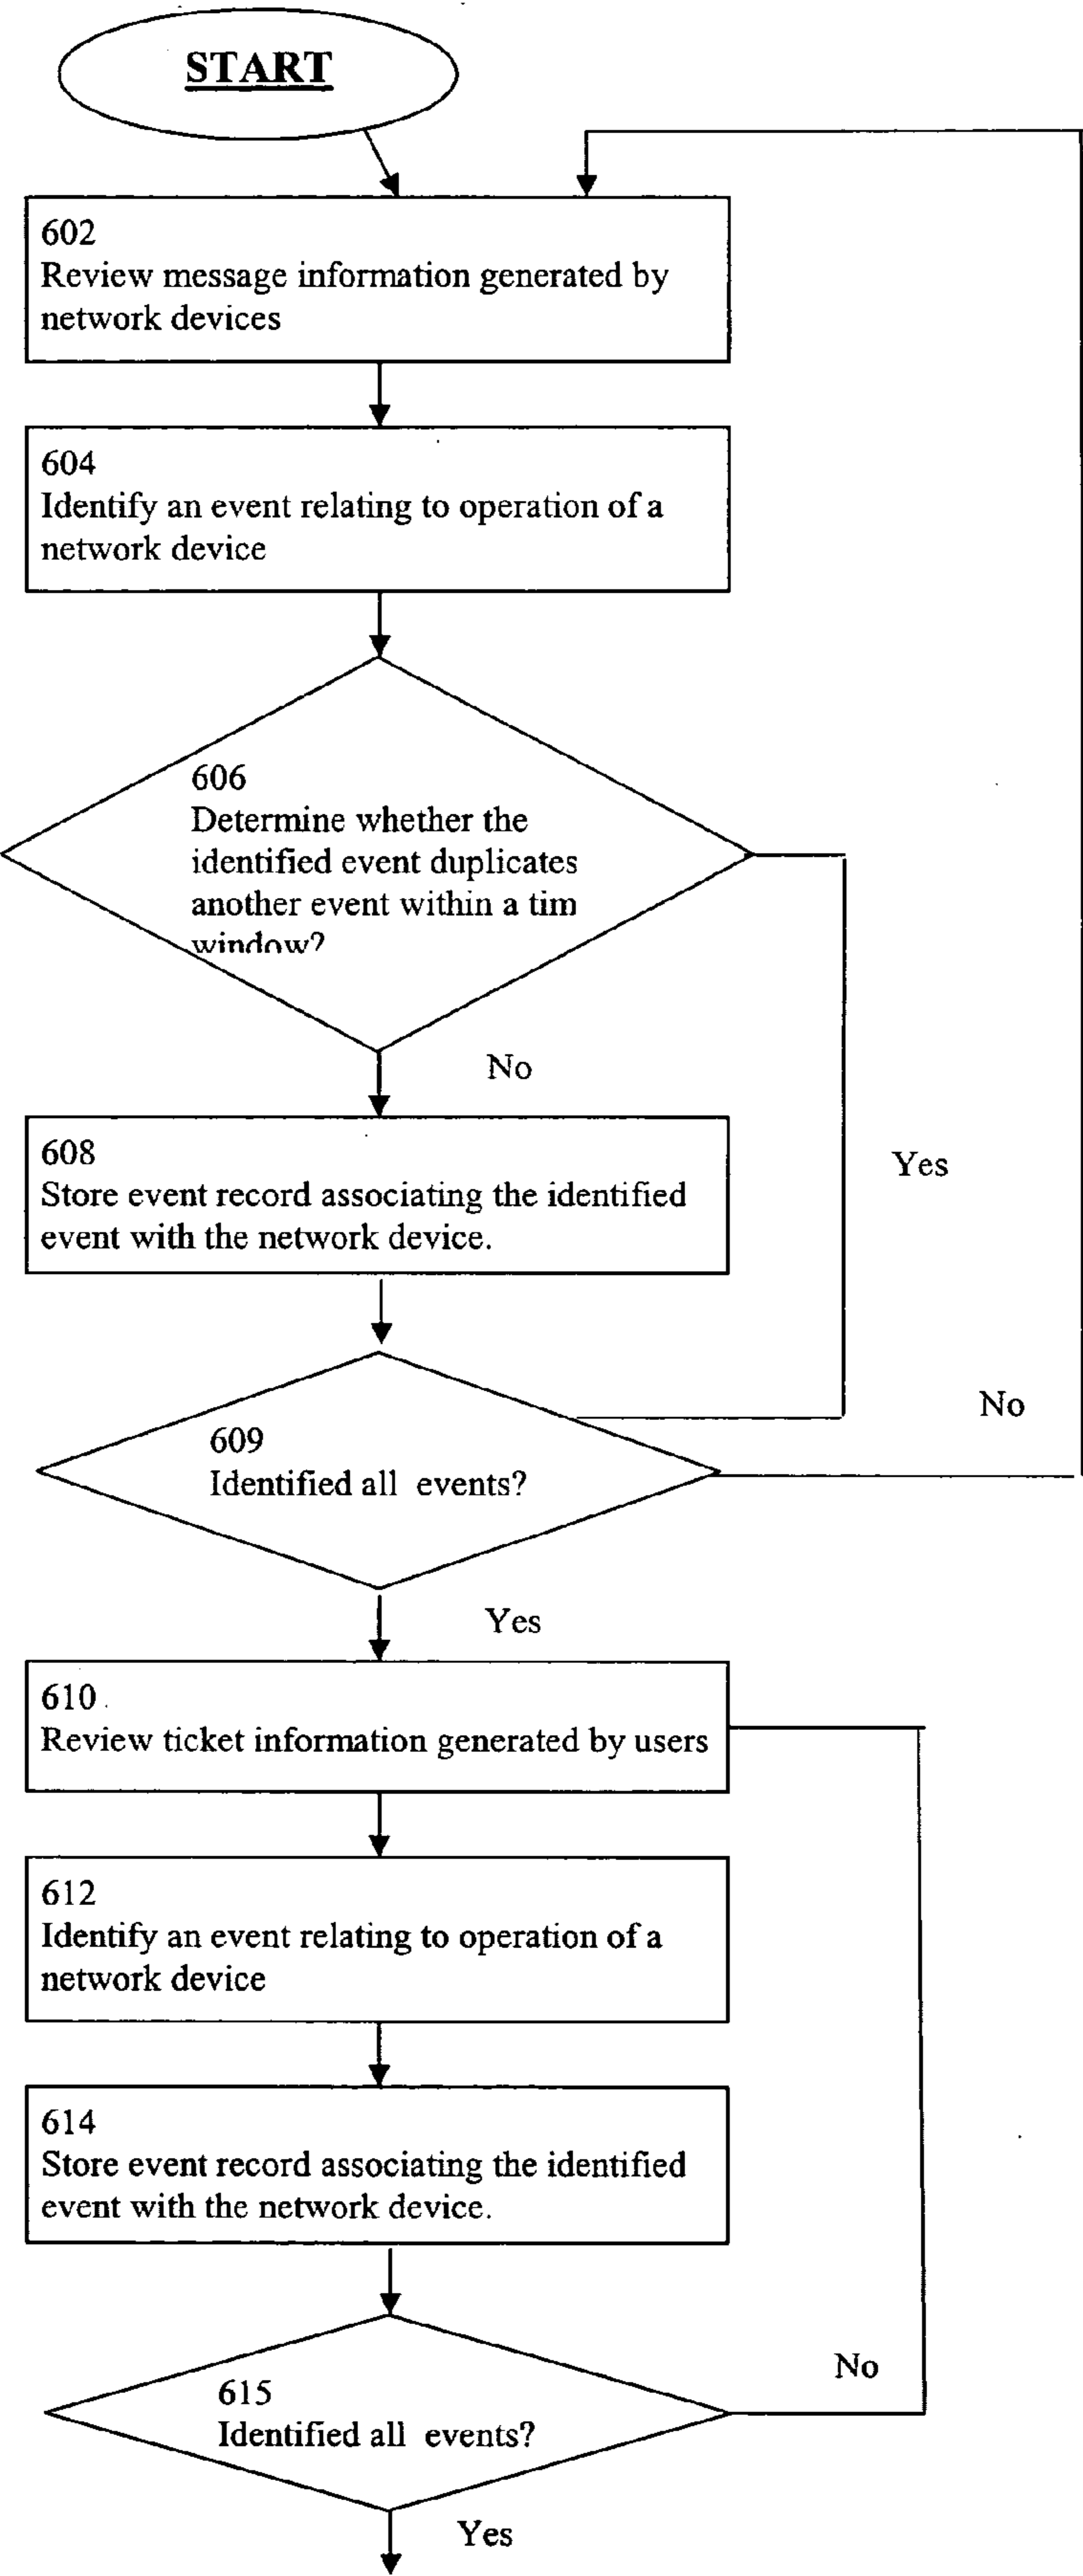 START
602
Review message information generated by
network devices
604
Identify an event relating to operation of a
network device
606
Determine whether the
identified event duplicates
another event within a tim
window?
No
608
Store event record associating the identified
event with the network device.
Yes
609
Identified all events?
No
Yes
610
Review ticket information generated by users
612
Identify an event relating to operation of a
network device
614
Store event record associating the identified
event with the network device.
615
Identified all events?
No
Yes